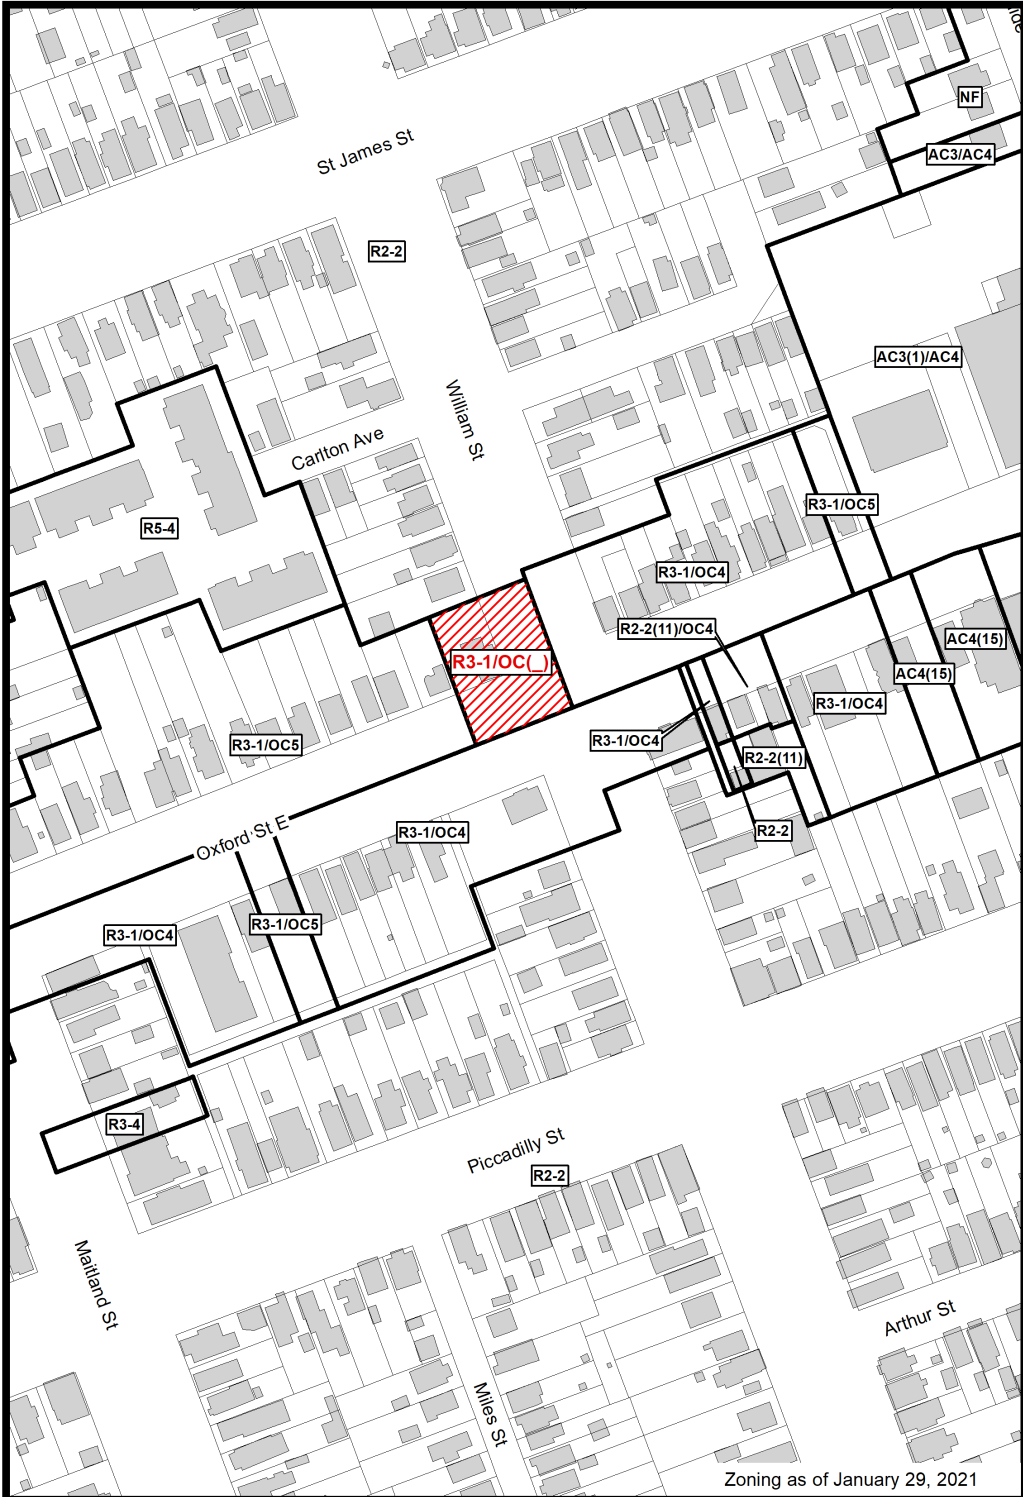 NF
AC3/AC4
St James St
R2-2
AC3(1)/AC4
William St
Carlton Ave
R3-1/OC5
R5-4
R3-1/OC4
R2-2(11)/OC4
AC4(15)
R3-1/OC(_)
AC4(15)
R3-1/OC4
R3-1/OC4
R3-1/OC5
R2-2(11)
R2-2
R3-1/OC4
Oxford St E
R3-1/OC5
R3-1/OC4
R3-4
Piccadilly St
R2-2
Maitland St
Arthur St
Miles St
Zoning as of January 29, 2021